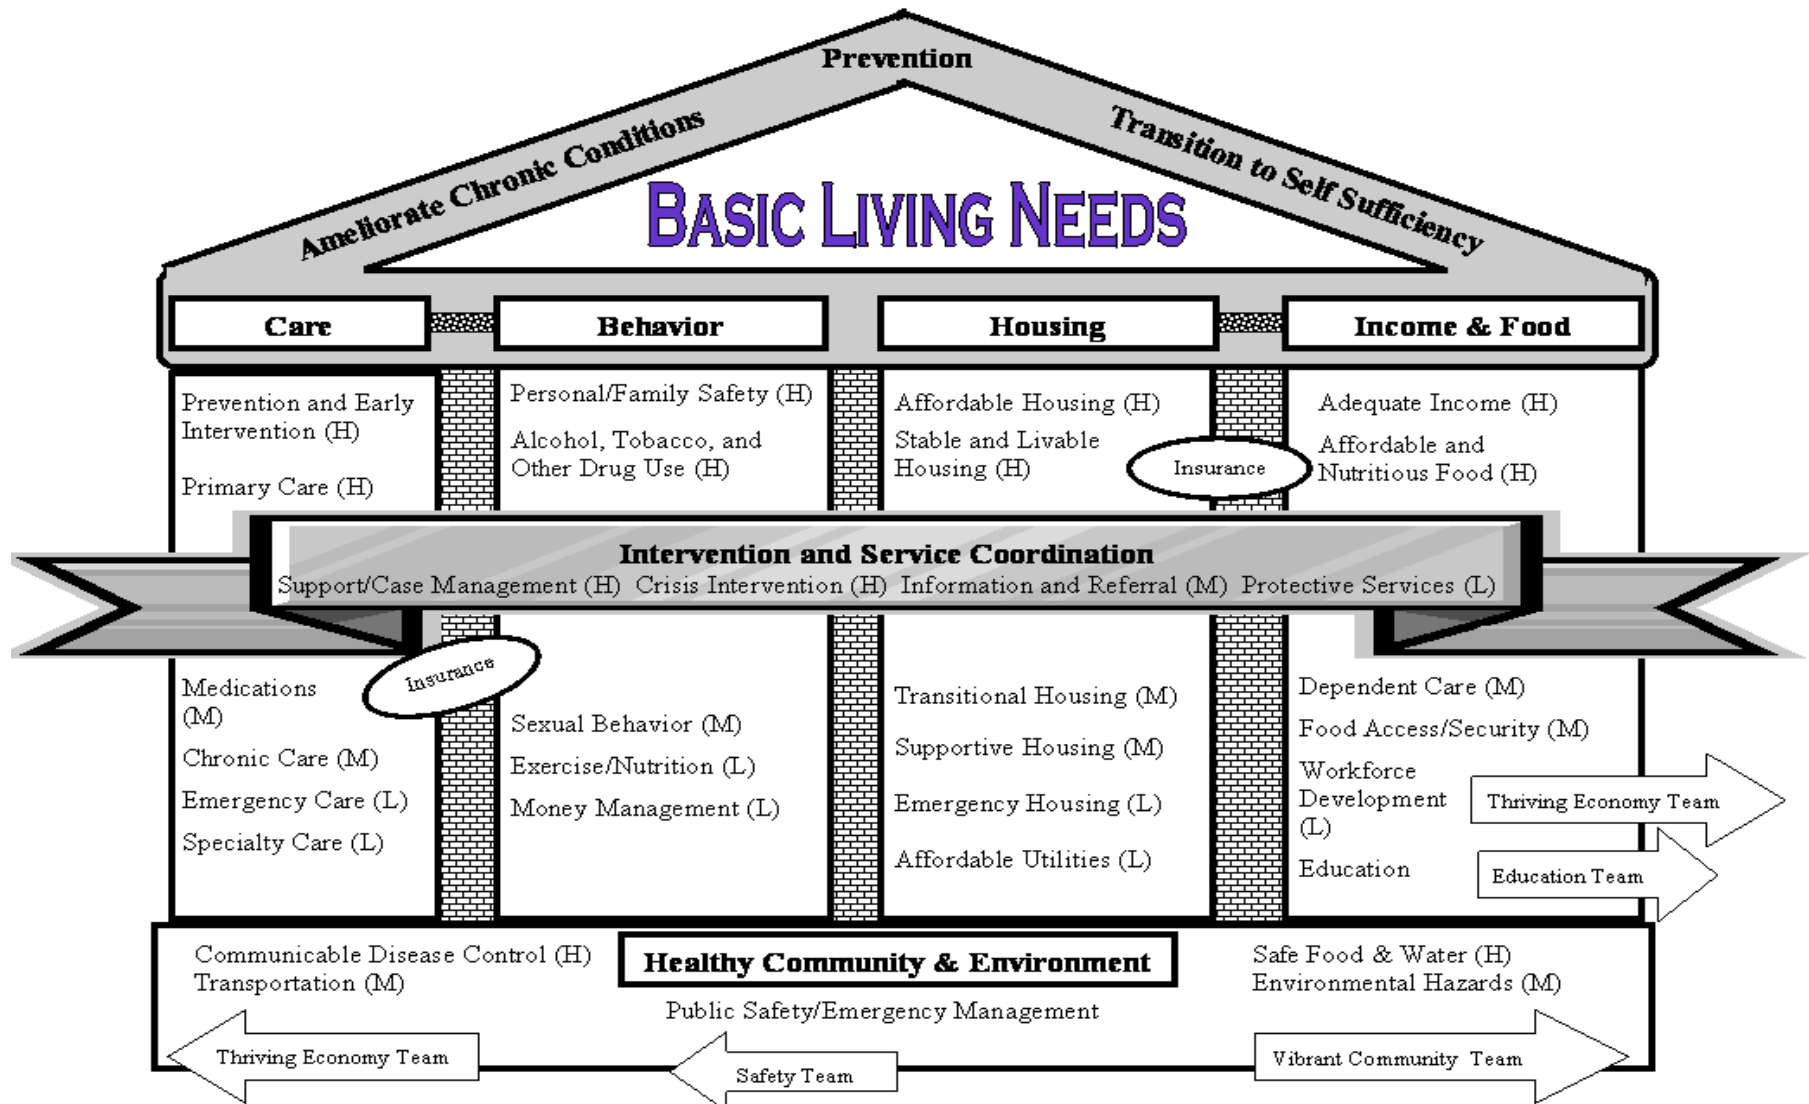 Prevention
Ameliorate Chronic Conditions
Transition to Self Sufficiency
BASIC LIVING NEEDS
Care
Behavior
Housing
Income & Food
Prevention and Early
Intervention (H)
Primary Care (H)
Personal/Family Safety (H)
Alcohol, Tobacco, and
Other Drug Use (H)
Affordable Housing (H)
Stable and Livable
Housing (H)
Insurance
Adequate Income (H)
Affordable and
Nutritious Food (H)
Intervention and Service Coordination
Support/Case Management (H) Crisis Intervention (H) Information and Referral (M) Protective Services (L)
Insurance
Medications
(M)
Chronic Care (M)
Emergency Care (L)
Specialty Care (L)
Sexual Behavior (M)
Exercise/Nutrition (L)
Money Management (L)
Transitional Housing (M)
Supportive Housing (M)
Emergency Housing (L)
Affordable Utilities (L)
Dependent Care (M)
Food Access/Security (M)
Workforce
Development
(L)
Thriving Economy Team
Education
Education Team
Communicable Disease Control (H)
Transportation (M)
Healthy Community & Environment
Safe Food & Water (H)
Environmental Hazards (M)
Public Safety/Emergency Management
Thriving Economy Team
Safety Team
Vibrant Community Team